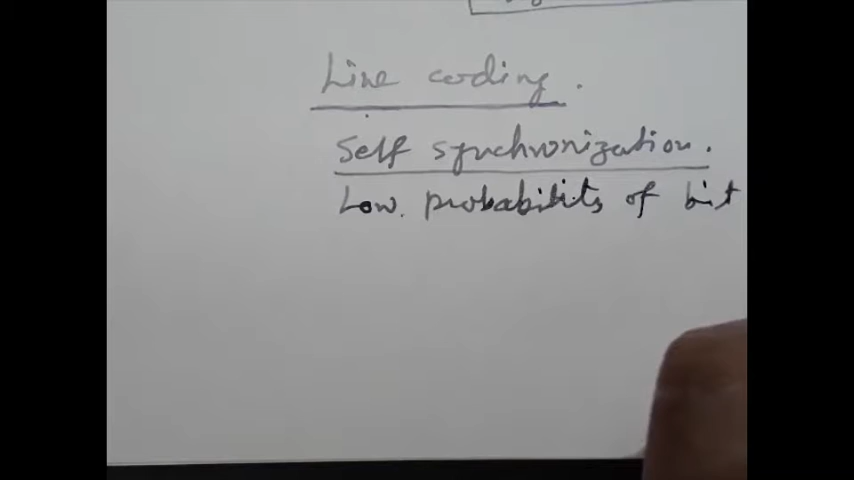 Line coding.
Self synchronization.
Low probability of bit